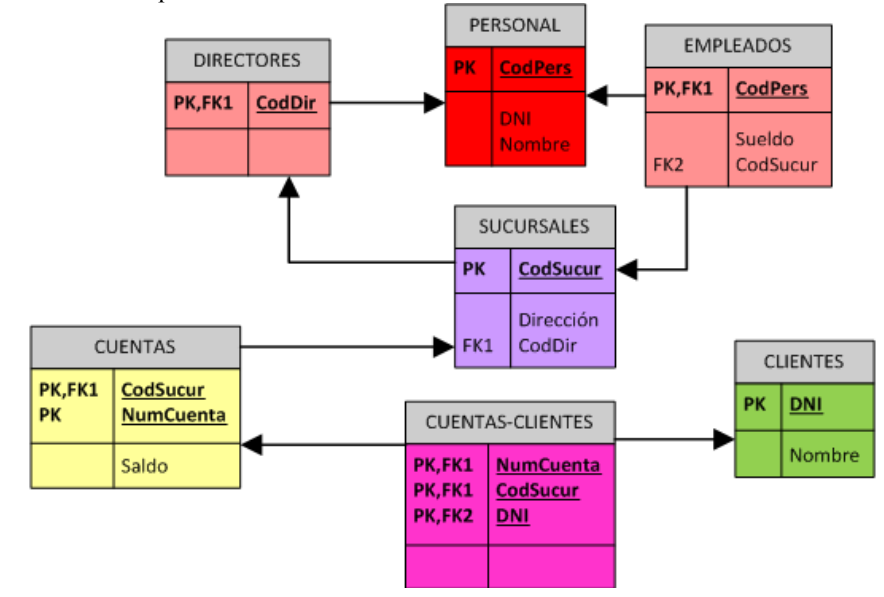 PERSONAL
PK CodPers
DNI
Nombre
DIRECTORES
PK,FK1 CodDir
EMPLEADOS
PK,FK1 CodPers
Sueldo
FK2 CodSucur
SUCURSALES
PK CodSucur
Dirección
FK1 CodDir
CUENTAS
PK,FK1 CodSucur
PK NumCuenta
Saldo
CUENTAS-CLIENTES
PK,FK1 NumCuenta
PK,FK1 CodSucur
PK,FK2 DNI
CLIENTES
PK DNI
Nombre